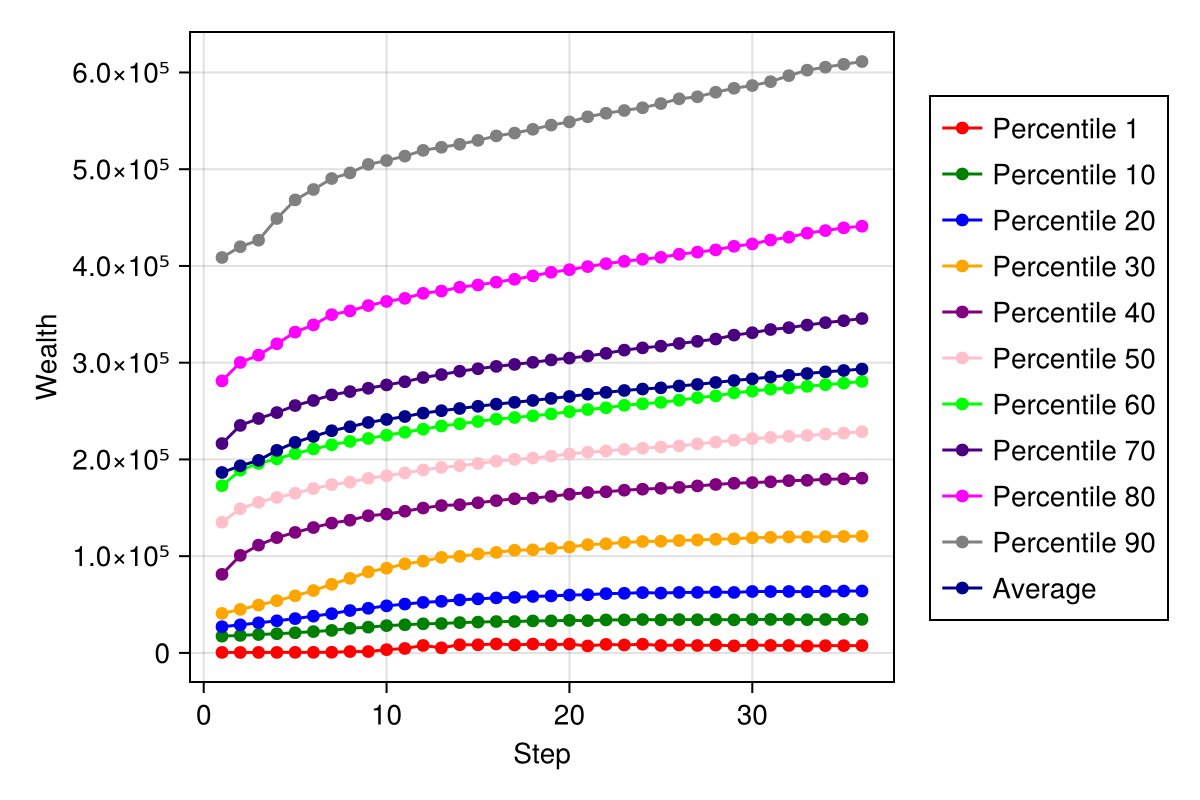 6.0×10⁵
5.0×10⁵
4.0×10⁵
3.0×10⁵
2.0×10⁵
1.0×10⁵
0
Wealth
0 10 20 30
Step
Percentile 1
Percentile 10
Percentile 20
Percentile 30
Percentile 40
Percentile 50
Percentile 60
Percentile 70
Percentile 80
Percentile 90
Average